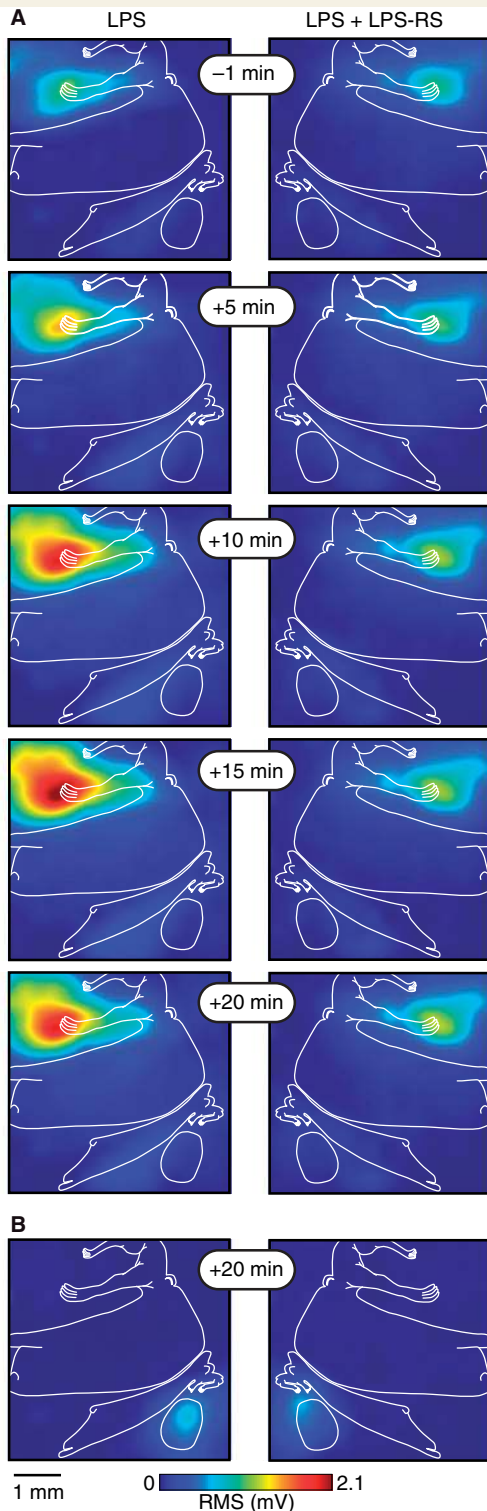 A
LPS
LPS + LPS-RS
–1 min
+5 min
+10 min
+15 min
+20 min
B
+20 min
1 mm
0
2.1
RMS (mV)